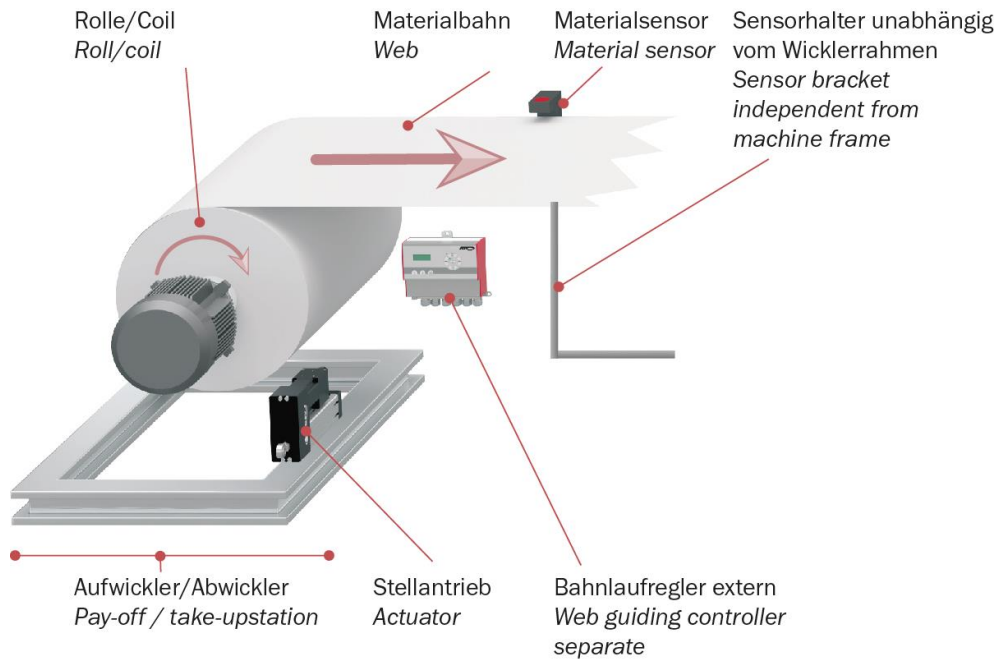 Rolle/Coil
Roll/coil
Materialbahn
Web
Materialsensor
Material sensor
Sensorhalter unabhängig
vom Wicklerrahmen
Sensor bracket
independent from
machine frame
Aufwickler/Abwickler
Pay-off / take-upstation
Stellantrieb
Actuator
Bahnlaufregler extern
Web guiding controller
separate